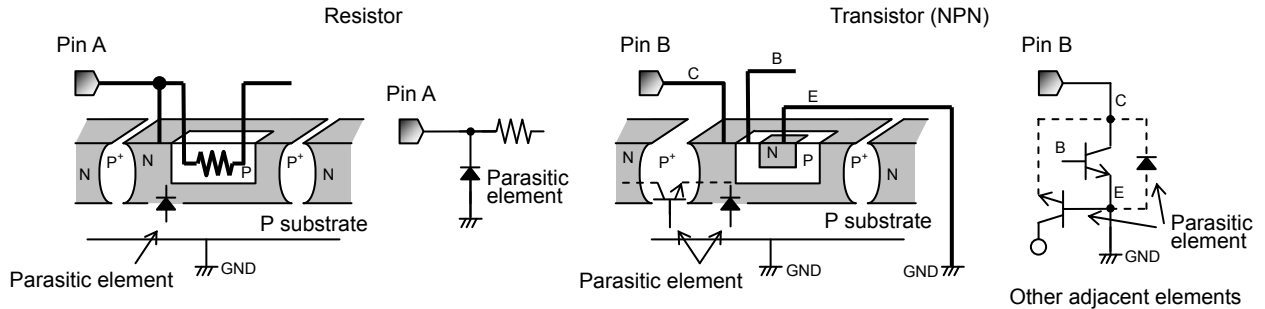 Resistor
Pin A
N
P+
N
P
P+
N
P substrate
Parasitic element
GND
Pin A
Parasitic
element
Transistor (NPN)
Pin B
C
B
E
N
P+
N
P
P+
N
P substrate
Parasitic element
GND
GND
Pin B
C
B
E
Parasitic
element
GND
Other adjacent elements